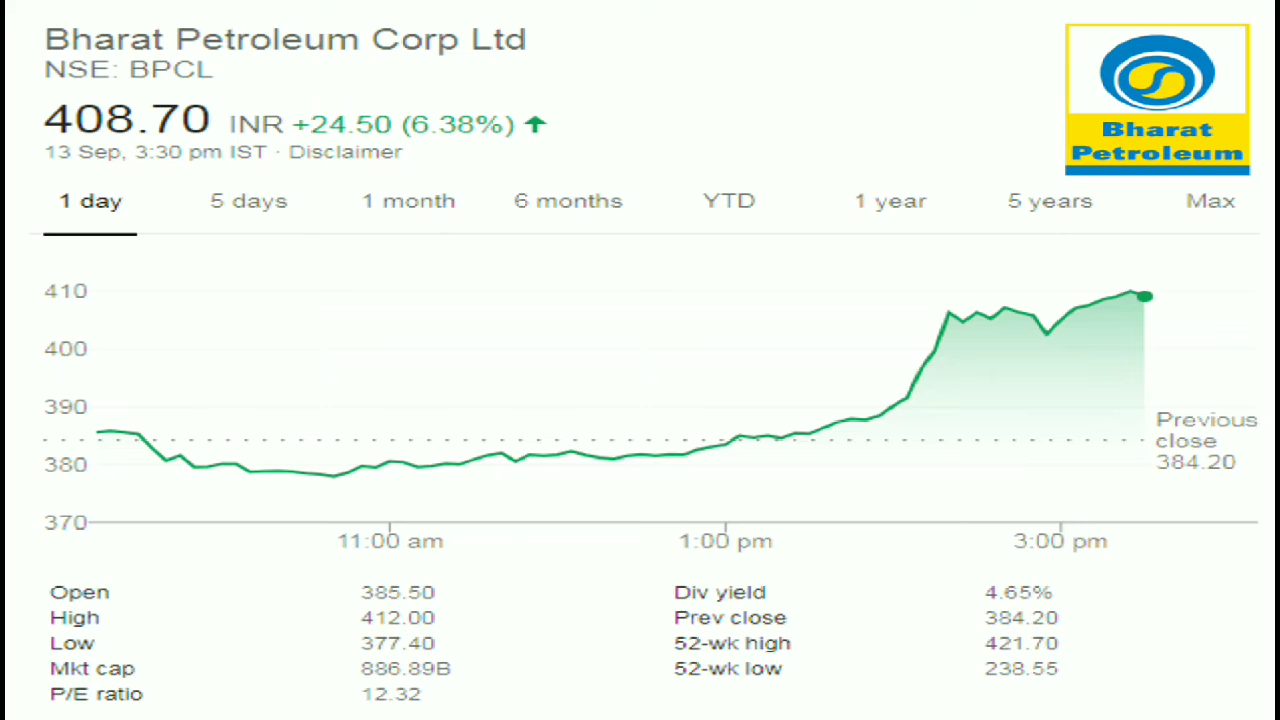 Bharat Petroleum Corp Ltd
NSE: BPCL
408.70 INR +24.50 (6.38%) ↑
13 Sep, 3:30 pm IST · Disclaimer
Bharat
Petroleum
1 day 5 days 1 month 6 months YTD 1 year 5 years Max
410
400
390
380
370
Previous
close
384.20
11:00 am 1:00 pm 3:00 pm
Open 385.50 Div yield 4.65%
High 412.00 Prev close 384.20
Low 377.40 52-wk high 421.70
Mkt cap 886.89B 52-wk low 238.55
P/E ratio 12.32